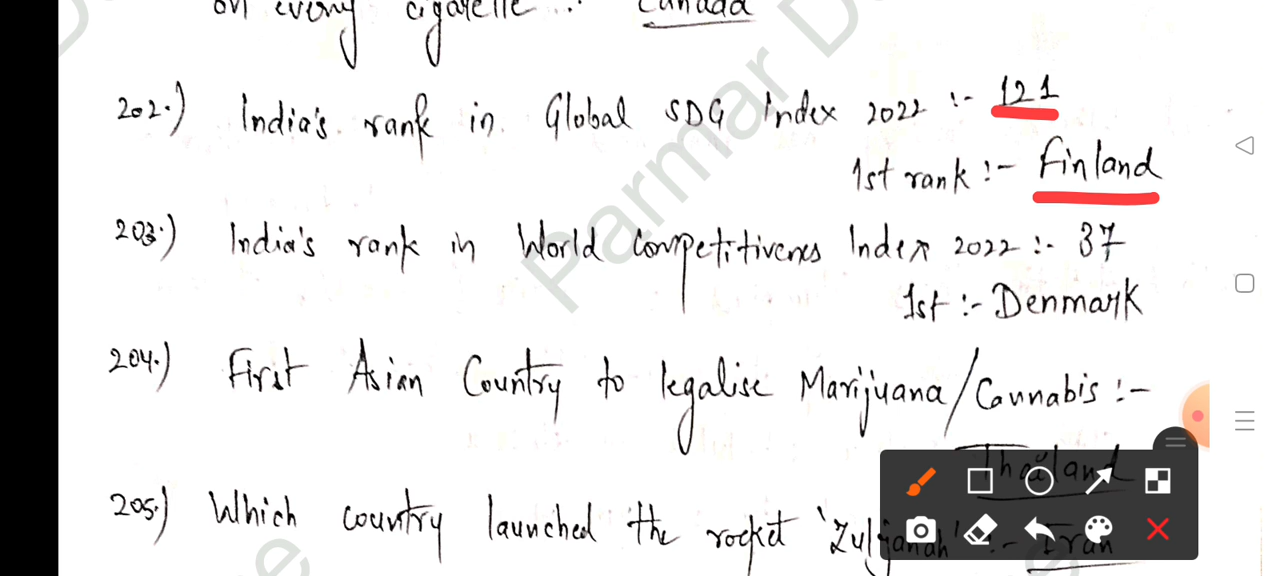 on every cigarette :- Canada
202.) India's rank in Global SDG Index 2022 :- 121
1st rank :- Finland
203.) India's rank in World Competitivenes Index 2022 :- 37
1st :- Denmark
204.) First Asian Country to legalise Marijuana/Cannabis :-
Thailand
205.) Which country launched the rocket 'Zuljanah' :- Iran
Parmar